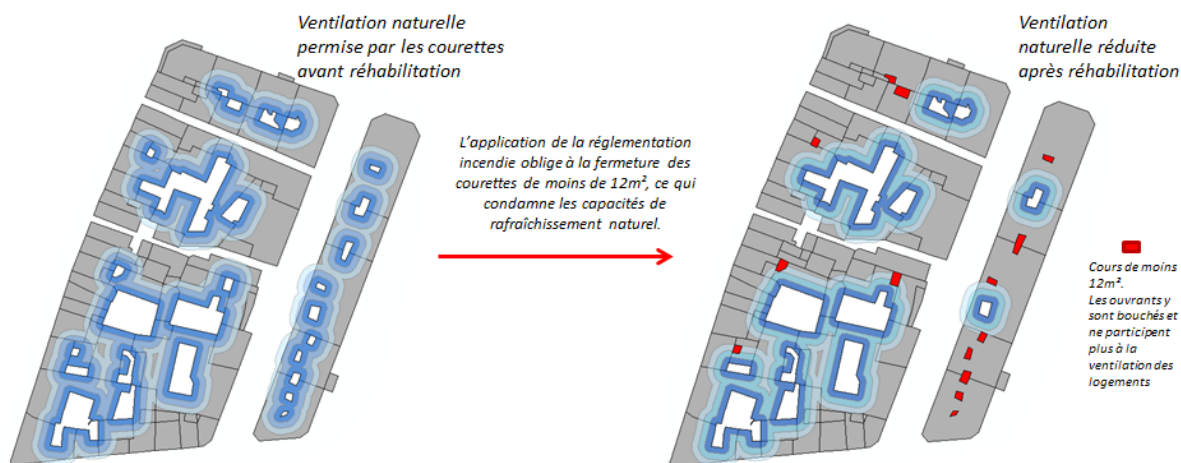 Ventilation naturelle
permise par les courettes
avant réhabilitation
L’application de la réglementation
incendie oblige à la fermeture des
courettes de moins de 12m², ce qui
condamne les capacités de
rafraîchissement naturel.
Ventilation
naturelle réduite
après réhabilitation
Cours de moins
12m².
Les ouvrants y
sont bouchés et
ne participent
plus à la
ventilation des
logements